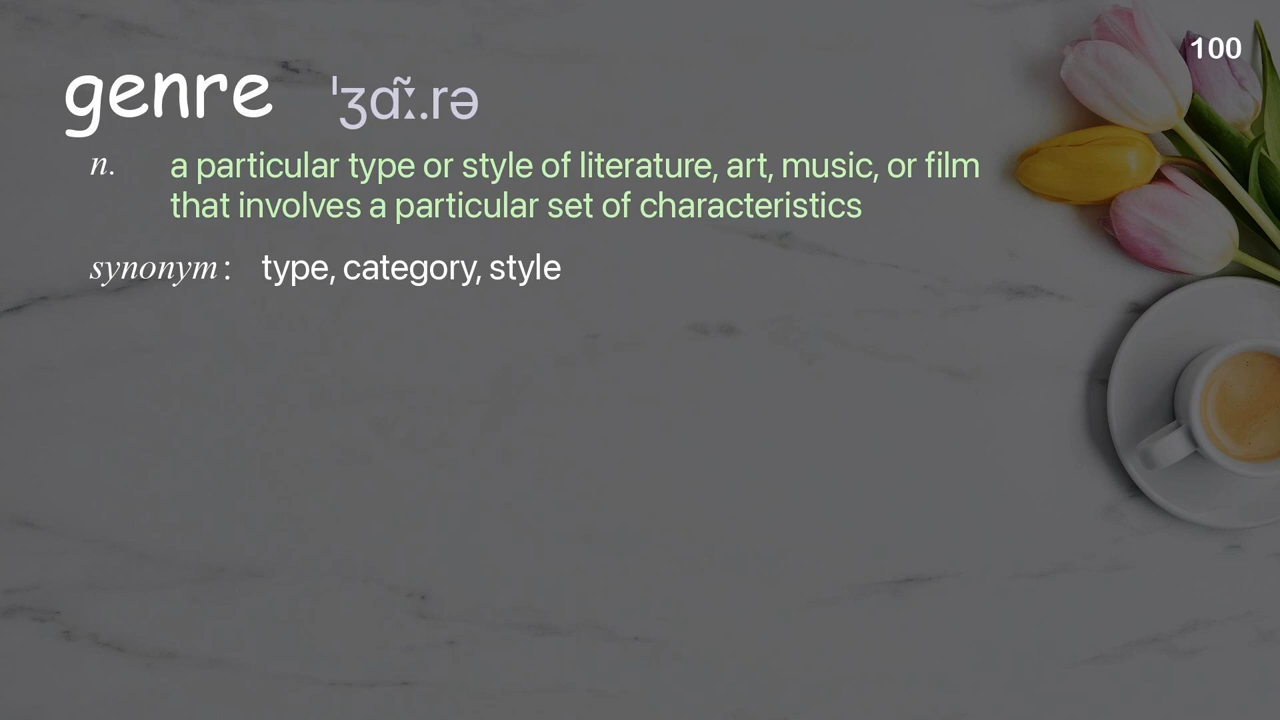 100
genre ˈʒɑ̃ː.rə
n. a particular type or style of literature, art, music, or film
that involves a particular set of characteristics
synonym: type, category, style